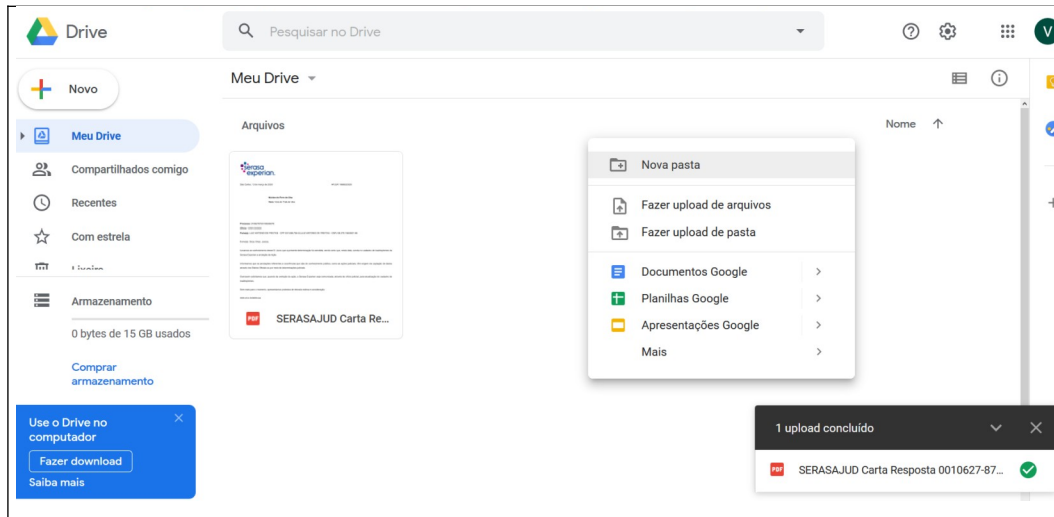 Drive
Pesquisar no Drive
V
Novo
Meu Drive
Meu Drive
Compartilhados comigo
Recentes
Com estrela
Lixeira
Armazenamento
0 bytes de 15 GB usados
Comprar
armazenamento
Use o Drive no
computador
Fazer download
Saiba mais
Arquivos
Nome
serasa
experian.
PDF
SERASAJUD Carta Re...
Nova pasta
Fazer upload de arquivos
Fazer upload de pasta
Documentos Google
Planilhas Google
Apresentações Google
Mais
1 upload concluído
PDF
SERASAJUD Carta Resposta 0010627-87...